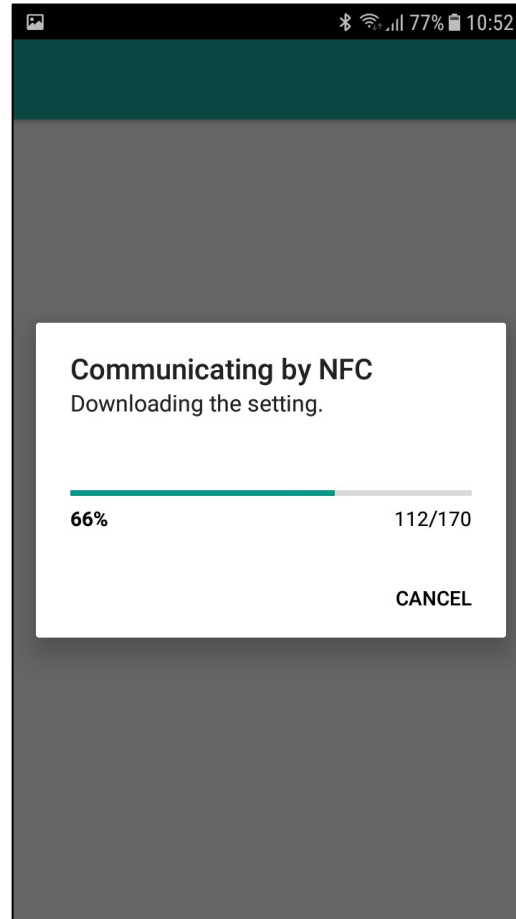 77% 10:52
Communicating by NFC
Downloading the setting.
66% 112/170
CANCEL